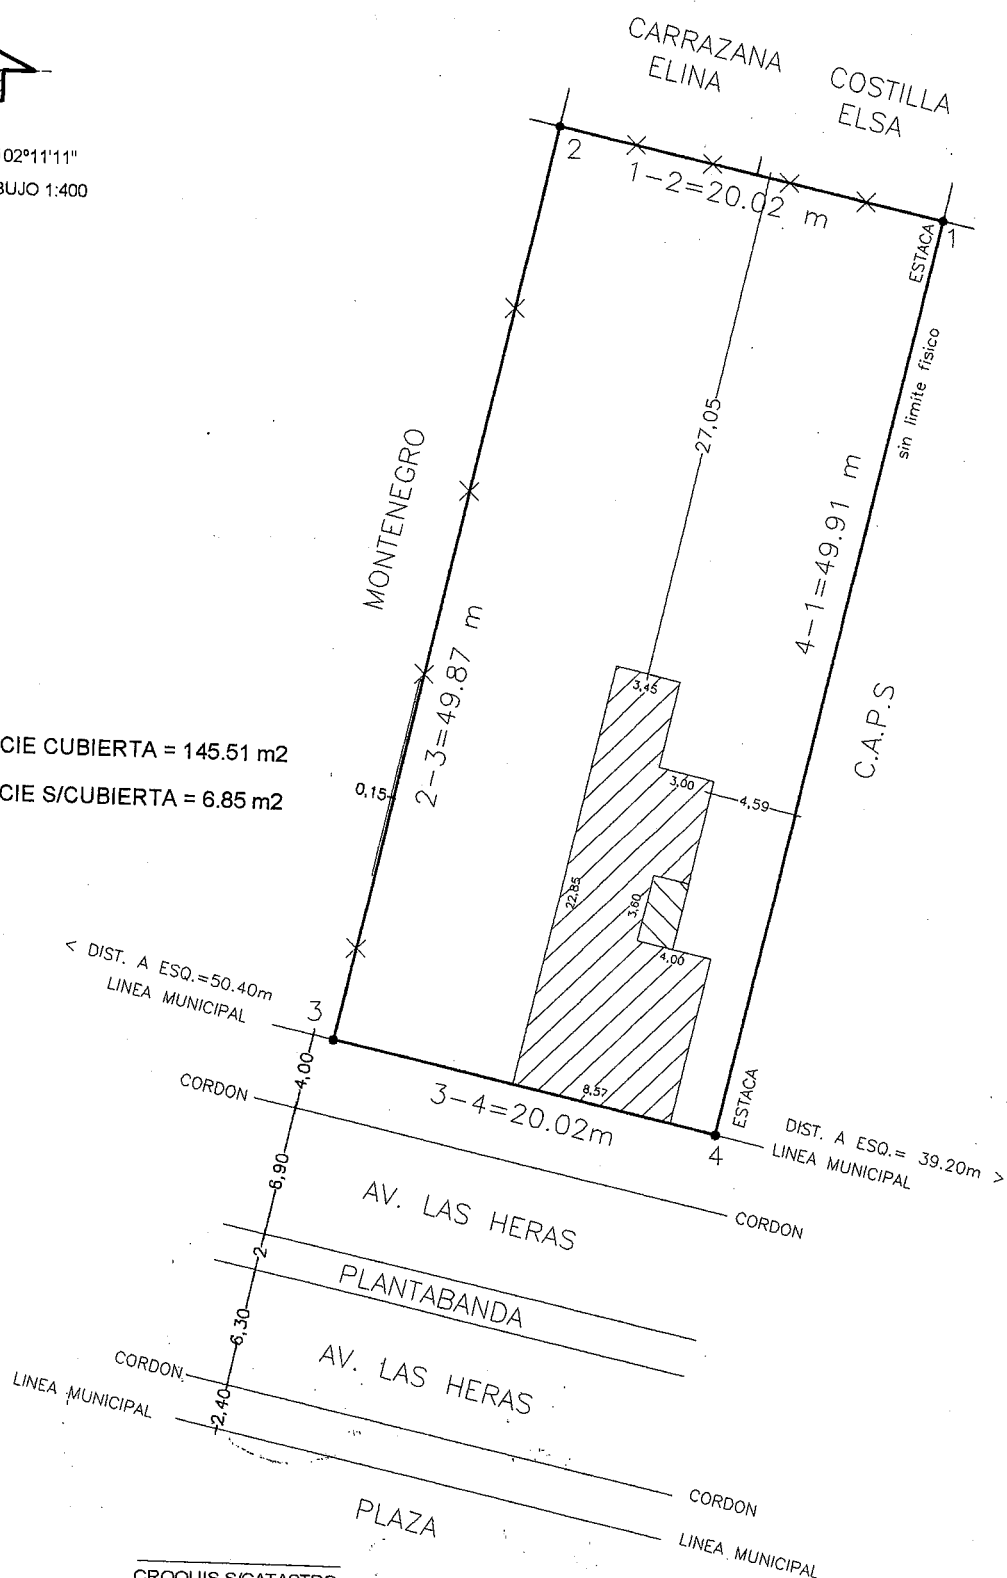 CARRAZANA
ELINA
COSTILLA
ELSA
02°11'11"
BUJO 1:400
2
1-2=20.02 m
1
ESTACA
sin limite fisico
27,05
MONTENEGRO
4-1=49.91 m
2-3=49.87 m
3,45
C.A.P.S
CIE CUBIERTA = 145.51 m2
3,00
4,59
CIE S/CUBIERTA = 6.85 m2
0,15
22,85
3,60
4,00
< DIST. A ESQ.=50.40m
LINEA MUNICIPAL
3
4,00
CORDON
8,57
3-4=20.02m
ESTACA
4
DIST. A ESQ.= 39.20m >
LINEA MUNICIPAL
AV. LAS HERAS
CORDON
2
PLANTABANDA
6,30
AV. LAS HERAS
CORDON
LINEA MUNICIPAL
2,40
CORDON
PLAZA
LINEA MUNICIPAL
CROQUIS S/CATASTRO